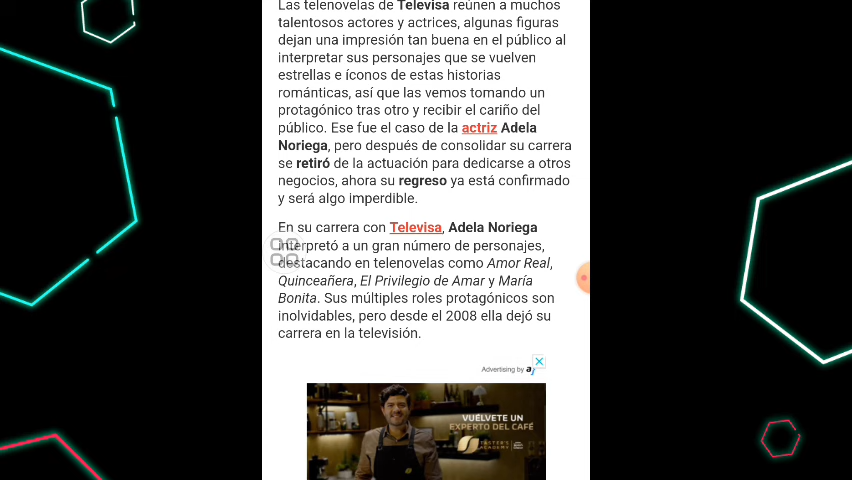 Las telenovelas de Televisa reúnen a muchos
talentosos actores y actrices, algunas figuras
dejan una impresión tan buena en el público al
interpretar sus personajes que se vuelven
estrellas e íconos de estas historias
románticas, así que las vemos tomando un
protagónico tras otro y recibir el cariño del
público. Ese fue el caso de la actriz Adela
Noriega, pero después de consolidar su carrera
se retiró de la actuación para dedicarse a otros
negocios, ahora su regreso ya está confirmado
y será algo imperdible.
En su carrera con Televisa, Adela Noriega
interpretó a un gran número de personajes,
destacando en telenovelas como Amor Real,
Quinceañera, El Privilegio de Amar y María
Bonita. Sus múltiples roles protagónicos son
inolvidables, pero desde el 2008 ella dejó su
carrera en la televisión.
Advertising by
VUÉLVETE UN
EXPERTO DEL CAFÉ